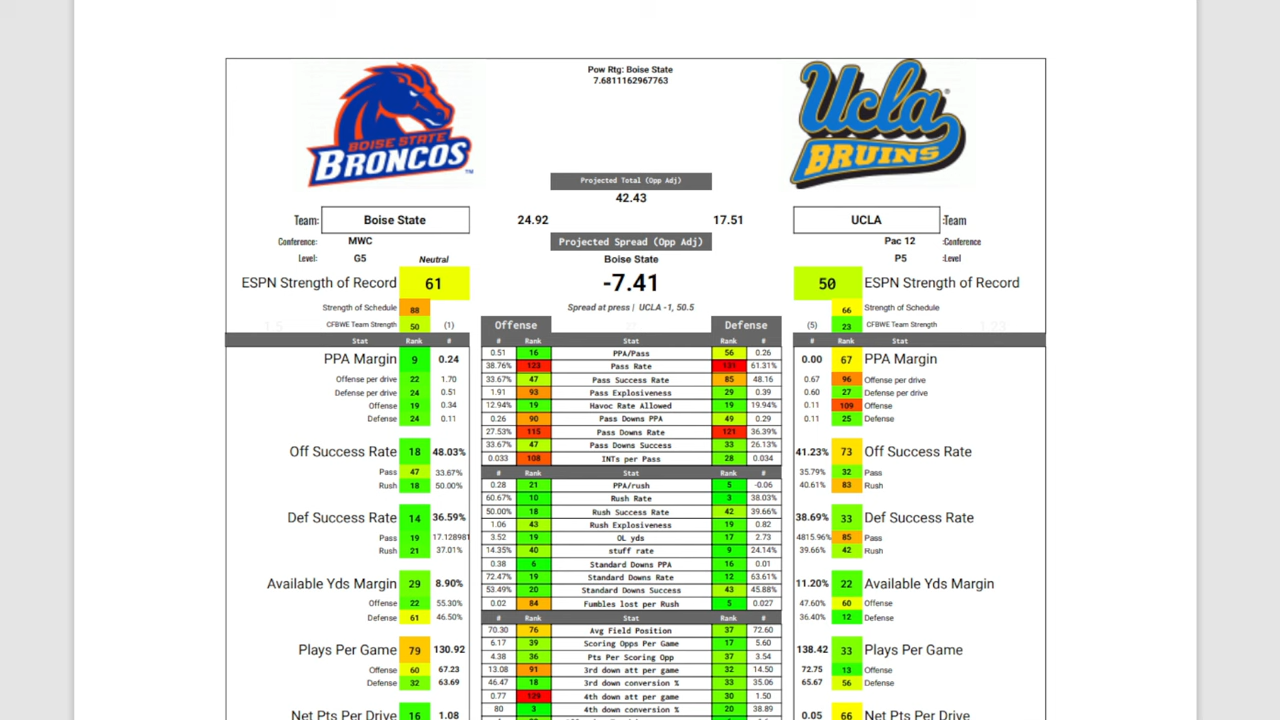 Pow Rtg: Boise State
7.6811162967763
BOISE STATE
BRONCOS
TM
Ucla
BRUINS
®
Projected Total (Opp Adj)
42.43
Team: Boise State 24.92 17.51 UCLA :Team
Conference: MWC Projected Spread (Opp Adj) Pac 12 :Conference
Level: G5 Neutral Boise State P5 :Level
ESPN Strength of Record 61 -7.41 50 ESPN Strength of Record
Strength of Schedule 88 Spread at press | UCLA -1, 50.5 66 Strength of Schedule
CFBWE Team Strength 50 (1) Offense Defense (5) 23 CFBWE Team Strength
Stat Rank # # Rank Stat Rank # # Rank Stat
PPA Margin 9 0.24 0.00 67 PPA Margin
0.51 16 PPA/Pass 56 0.26
38.76% 123 Pass Rate 131 61.31%
Offense per drive 22 1.70 33.67% 47 Pass Success Rate 85 48.16 0.67 96 Offense per drive
Defense per drive 24 0.51 1.91 93 Pass Explosiveness 29 0.39 0.60 27 Defense per drive
Offense 19 0.34 12.94% 19 Havoc Rate Allowed 19 19.94% 0.11 109 Offense
Defense 24 0.11 0.26 90 Pass Downs PPA 49 0.29 0.11 25 Defense
27.53% 115 Pass Downs Rate 121 36.39%
Off Success Rate 18 48.03% 33.67% 47 Pass Downs Success 33 26.13% 41.23% 73 Off Success Rate
0.033 108 INTs per Pass 28 0.034
Pass 47 33.67% # Rank Stat Rank # 35.79% 32 Pass
Rush 18 50.00% 0.28 21 PPA/rush 5 -0.06 40.61% 83 Rush
60.67% 10 Rush Rate 3 38.03%
Def Success Rate 14 36.59% 50.00% 18 Rush Success Rate 42 39.66% 38.69% 33 Def Success Rate
1.06 43 Rush Explosiveness 19 0.82
Pass 19 17.128981 3.52 19 OL yds 17 2.73 4815.96% 85 Pass
Rush 21 37.01% 14.35% 40 stuff rate 9 24.14% 39.66% 42 Rush
0.38 6 Standard Downs PPA 16 0.01
Available Yds Margin 29 8.90% 72.47% 19 Standard Downs Rate 12 63.61% 11.20% 22 Available Yds Margin
53.49% 20 Standard Downs Success 43 45.88%
Offense 22 55.30% 0.02 84 Fumbles lost per Rush 5 0.027 47.60% 60 Offense
Defense 61 46.50% # Rank Stat Rank # 36.40% 12 Defense
70.30 76 Avg Field Position 37 72.60
Plays Per Game 79 130.92 6.17 39 Scoring Opps Per Game 17 5.60 138.42 33 Plays Per Game
4.38 36 Pts Per Scoring Opp 37 3.54
Offense 60 67.23 13.08 91 3rd down att per game 32 14.50 72.75 13 Offense
Defense 32 63.69 46.47 18 3rd down conversion % 33 35.06 65.67 56 Defense
0.77 129 4th down att per game 30 1.50
Net Pts Per Drive 16 1.08 80 3 4th down conversion % 20 38.89 0.05 66 Net Pts Per Drive